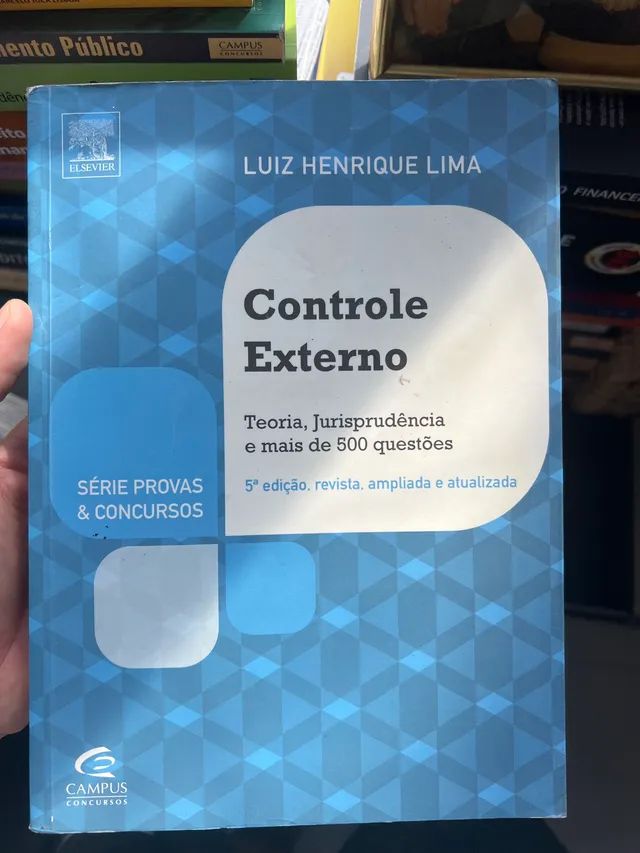 mento Público
CAMPUS
CONCURSOS
ELSEVIER
LUIZ HENRIQUE LIMA
FINANCE
Controle
Externo
Teoria, Jurisprudência
e mais de 500 questões
5ª edição, revista, ampliada e atualizada
SÉRIE PROVAS
& CONCURSOS
CAMPUS
CONCURSOS